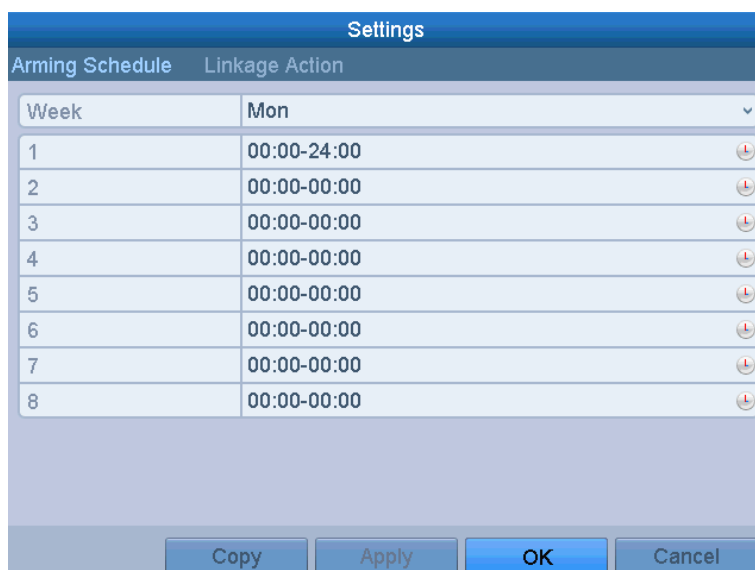 Settings
Arming Schedule Linkage Action
Week Mon
1 00:00-24:00
2 00:00-00:00
3 00:00-00:00
4 00:00-00:00
5 00:00-00:00
6 00:00-00:00
7 00:00-00:00
8 00:00-00:00
Copy Apply OK Cancel